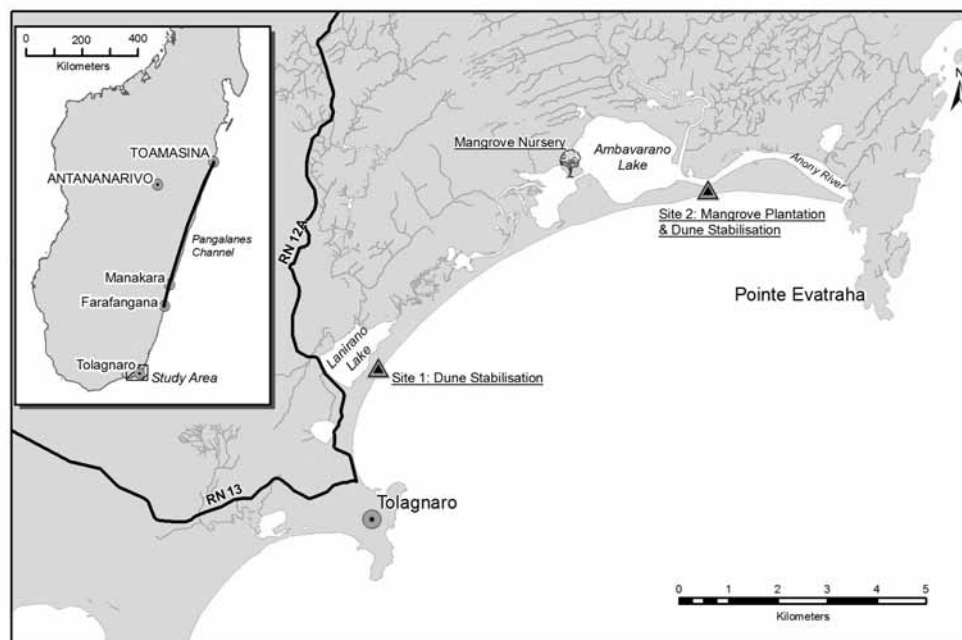 400 200 0 400
Kilometers
TOAMASINA
ANTANANARIVO
Pangalanes
Channel
Manakara
Farafangana
Tolagnaro
Study Area
N
Mangrove Nursery
Ambavarano
Lake
Anony River
Site 2: Mangrove Plantation
& Dune Stabilisation
RN 12A
Pointe Evatraha
Lanirano
Lake
Site 1: Dune Stabilisation
RN 13
Tolagnaro
0 1 2 3 4 5
Kilometers